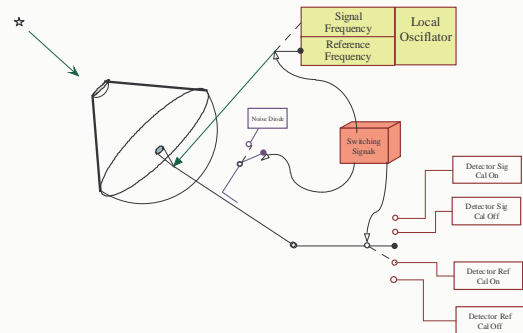 Signal
Frequency
Reference
Frequency
Local
Osciflator
Noise Diode
Switching
Signals
Detector Sig
Cal On
Detector Sig
Cal Off
Detector Ref
Cal On
Detector Ref
Cal Off